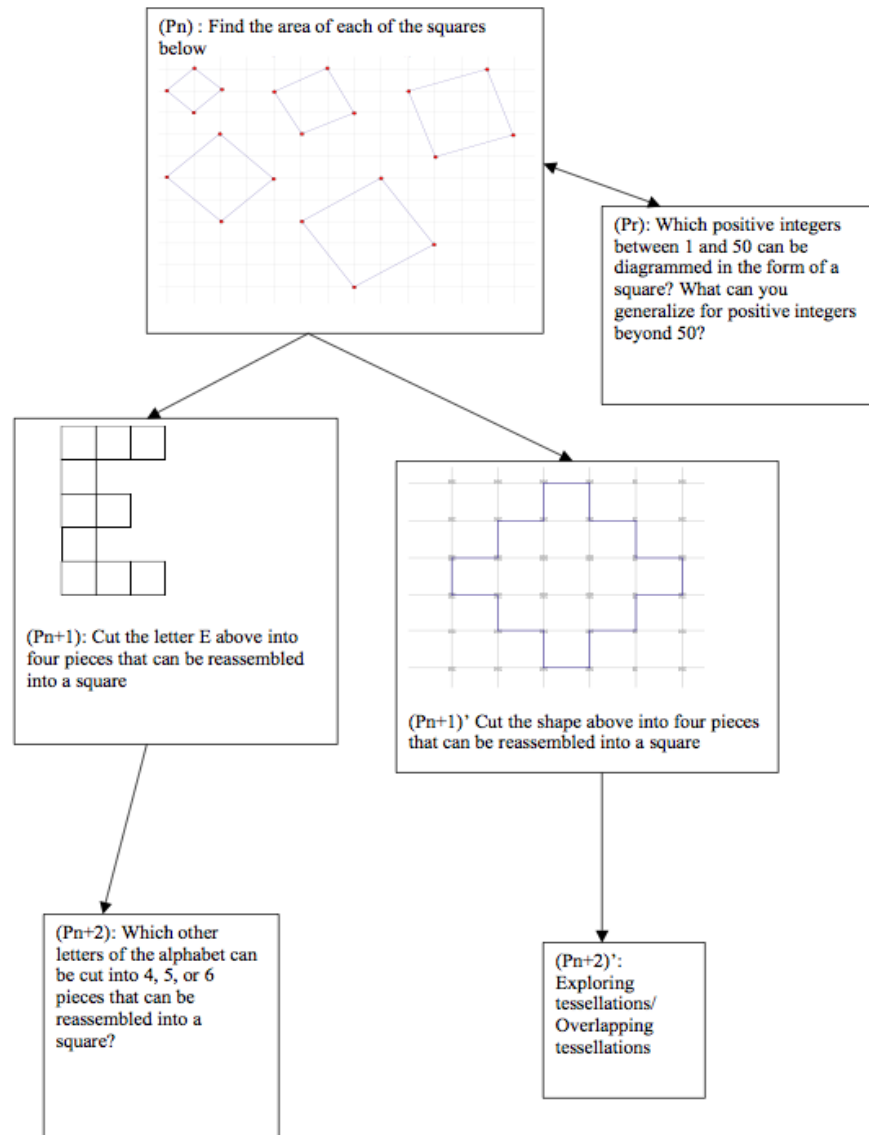 (Pn) : Find the area of each of the squares
below
(Pr): Which positive integers
between 1 and 50 can be
diagrammed in the form of a
square? What can you
generalize for positive integers
beyond 50?
(Pn+1): Cut the letter E above into
four pieces that can be reassembled
into a square
(Pn+1)’ Cut the shape above into four pieces
that can be reassembled into a square
(Pn+2): Which other
letters of the alphabet can
be cut into 4, 5, or 6
pieces that can be
reassembled into a
square?
(Pn+2)’:
Exploring
tessellations/
Overlapping
tessellations